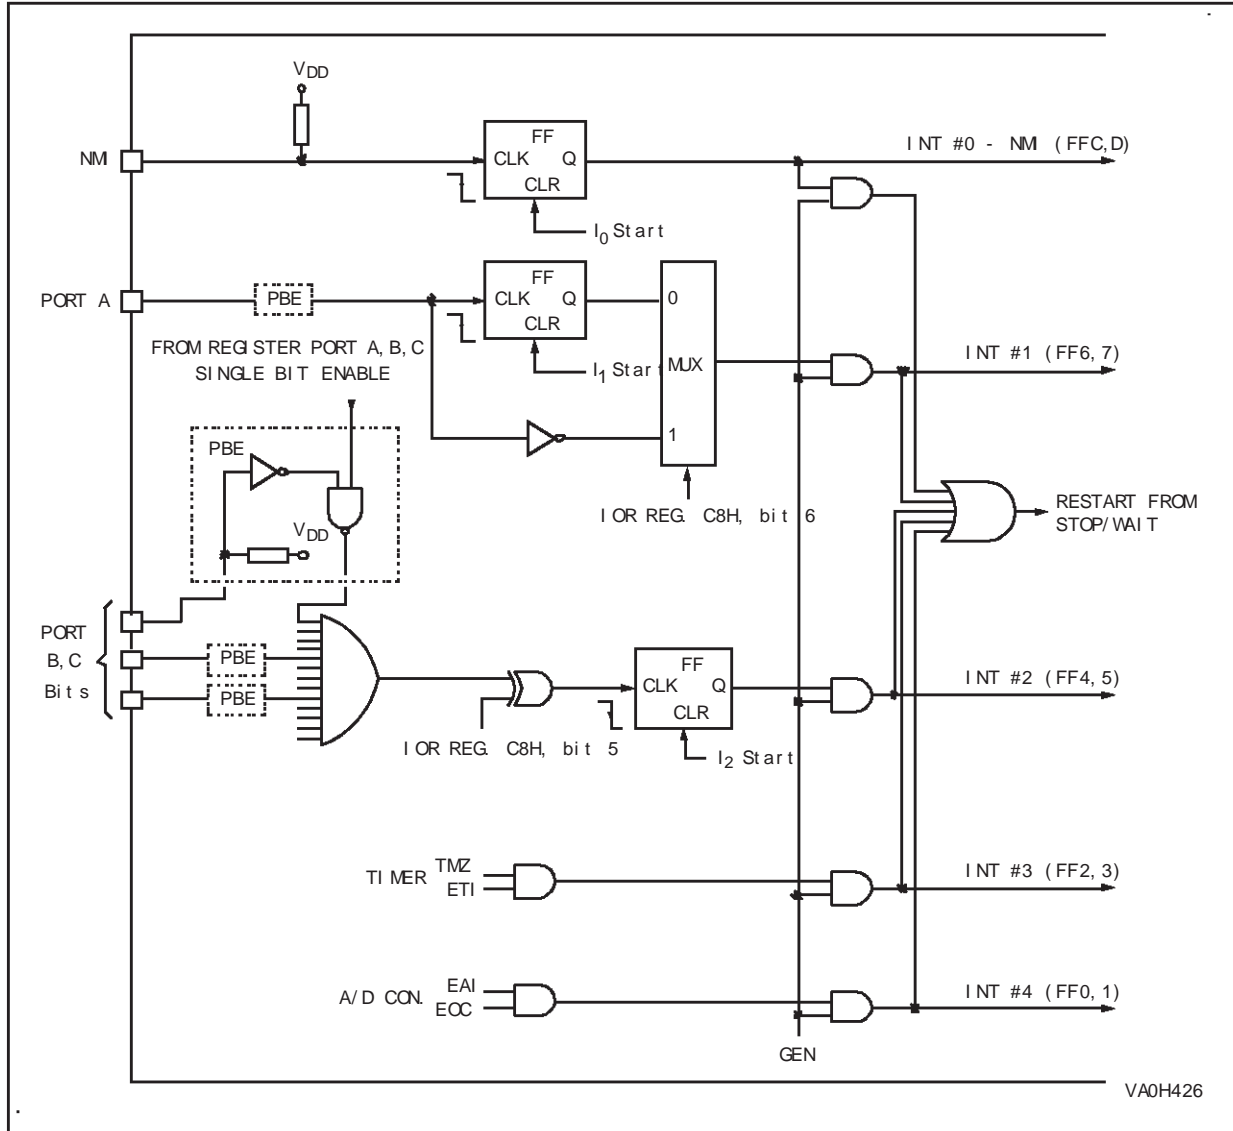 VDD
FF
NMI
CLK
Q
INT #0 - NMI (FFC,D)
CLR
I0 Start
FF
PORT A
PBE
CLK
Q
0
CLR
FROM REGISTER PORT A, B, C
SINGLE BIT ENABLE
I1 Start
MUX
INT #1 (FF6, 7)
1
PBE
VDD
IOR REG. C8H, bit 6
RESTART FROM
STOP/WAIT
PORT
B, C
Bits
PBE
PBE
FF
CLK
Q
INT #2 (FF4, 5)
CLR
IOR REG. C8H, bit 5
I2 Start
TIMER
TMZ
ETI
INT #3 (FF2, 3)
A/D CON.
EAI
EOC
INT #4 (FF0, 1)
GEN
VA0H426